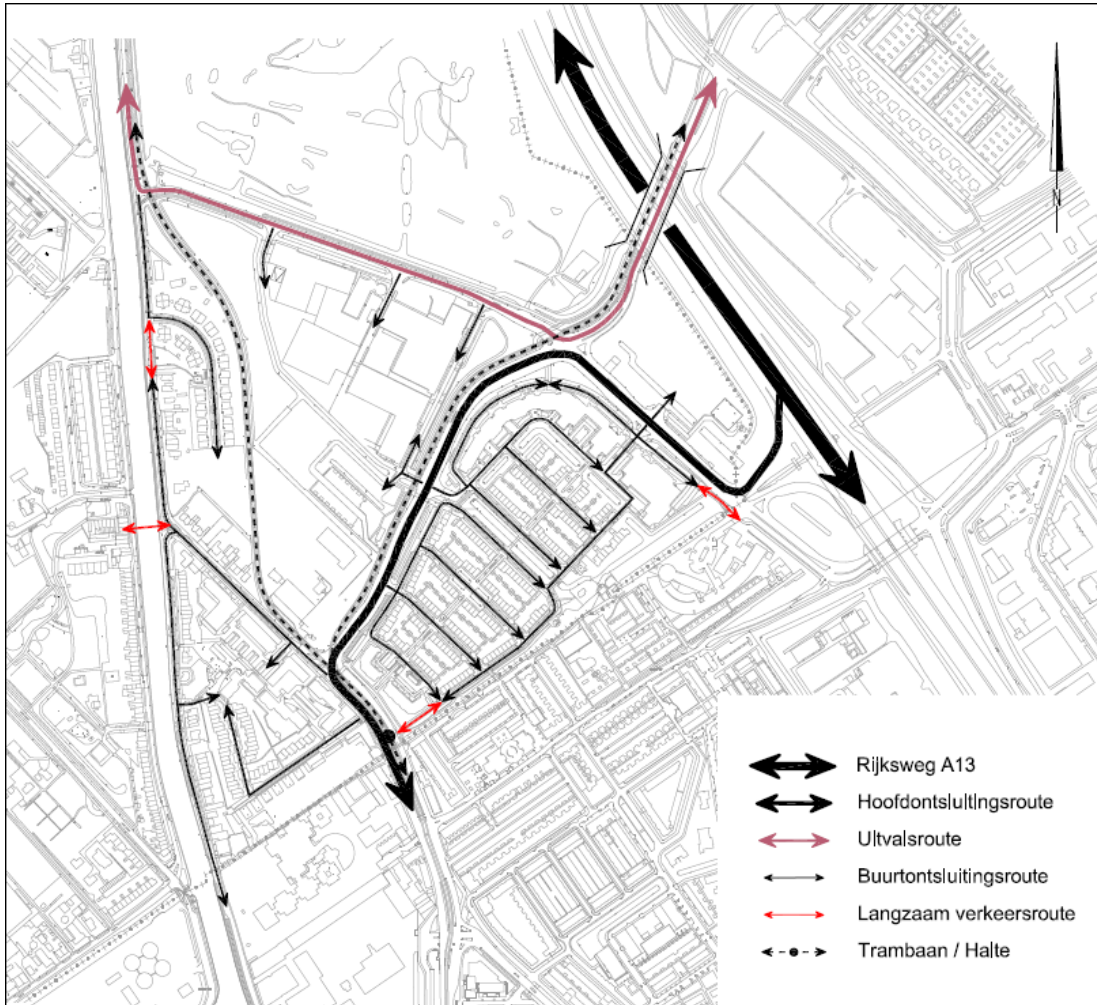 N
Rijksweg A13
Hoofdontsluitingsroute
Uitvalsroute
Buurtontsluitingsroute
Langzaam verkeersroute
Trambaan / Halte